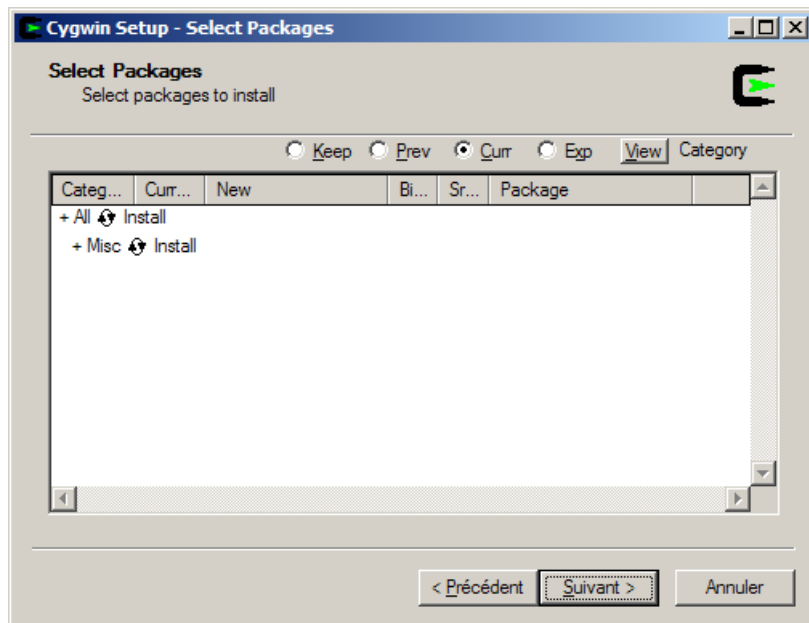 Cygwin Setup - Select Packages
Select Packages
Select packages to install
Keep Prev Curr Exp View Category
Categ... Curr... New Bi... Sr... Package
+ All Install
+ Misc Install
< Précédent Suivant > Annuler